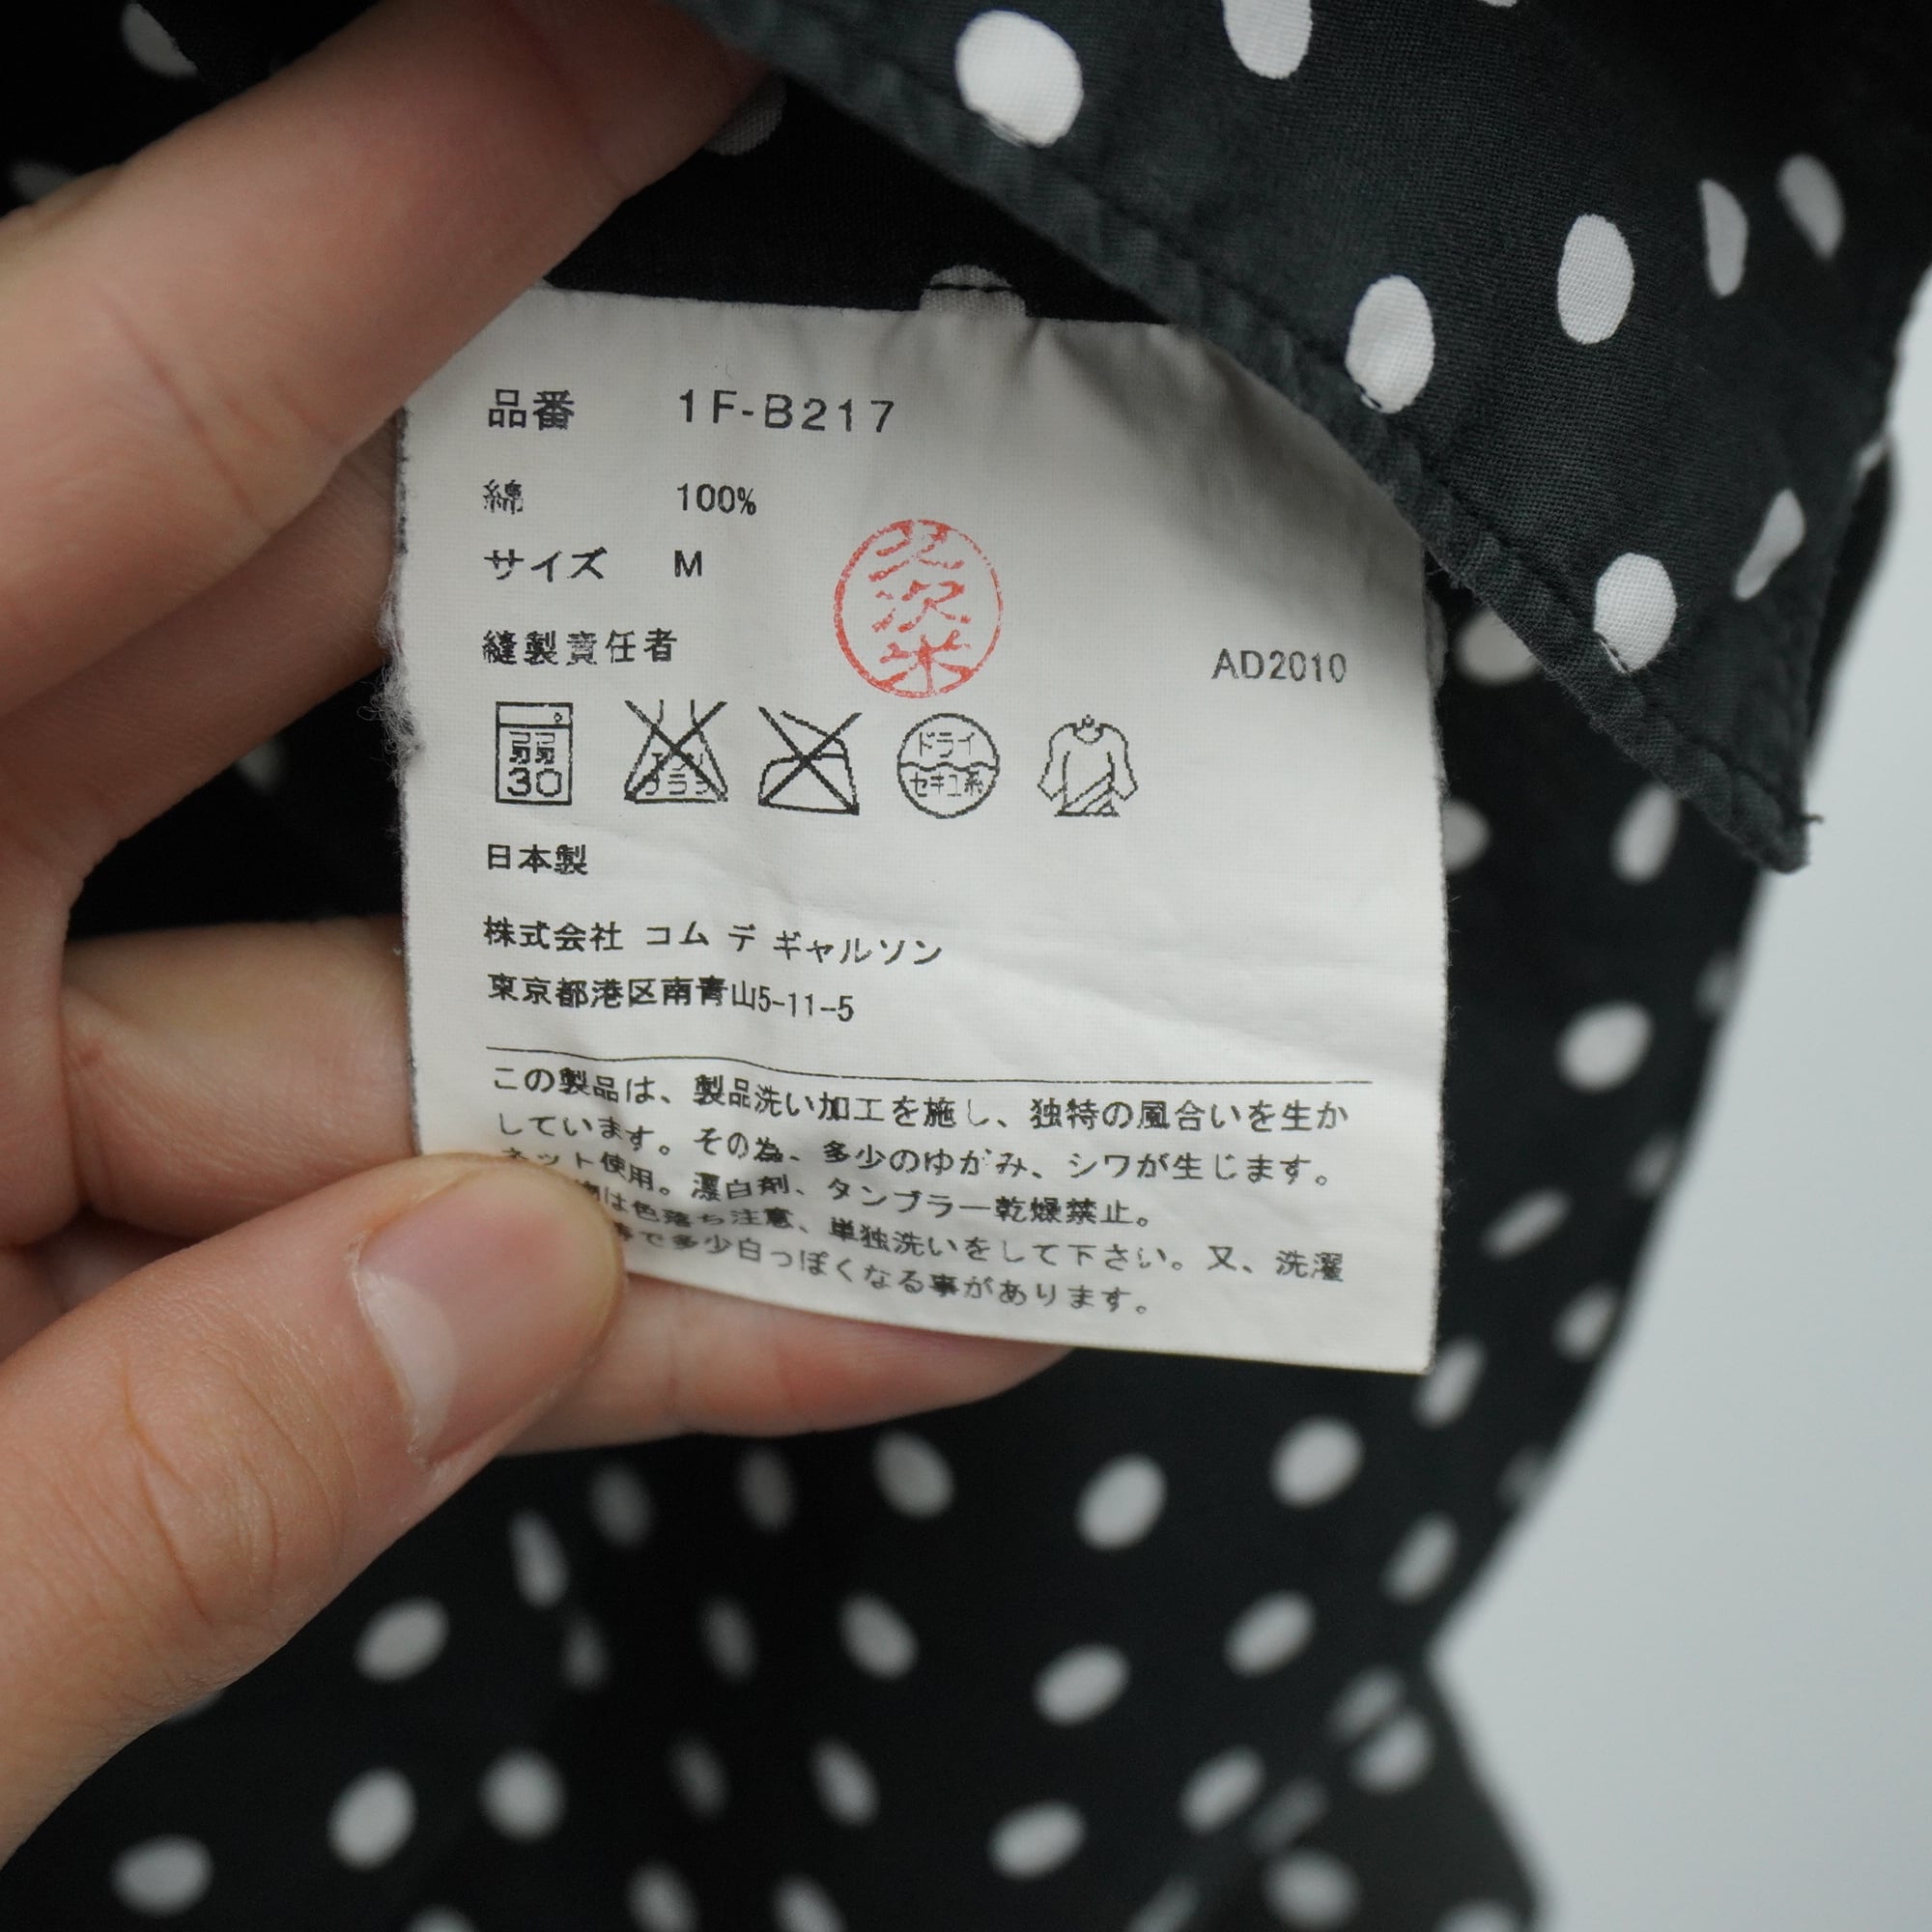 品番 1F-B217
綿 100%
サイズ M
縫製責任者
AD2010
弱
30
エンソ
ドライ
セキユ系
日本製
株式会社 コム デ ギャルソン
東京都港区南青山5-11-5
この製品は、製品洗い加工を施し、独特の風合いを生か
しています。その為、多少のゆがみ、シワが生じます。
ネット使用。漂白剤、タンブラー乾燥禁止。
物は色落ち注意、単独洗いをして下さい。又、洗濯
で多少白っぽくなる事があります。